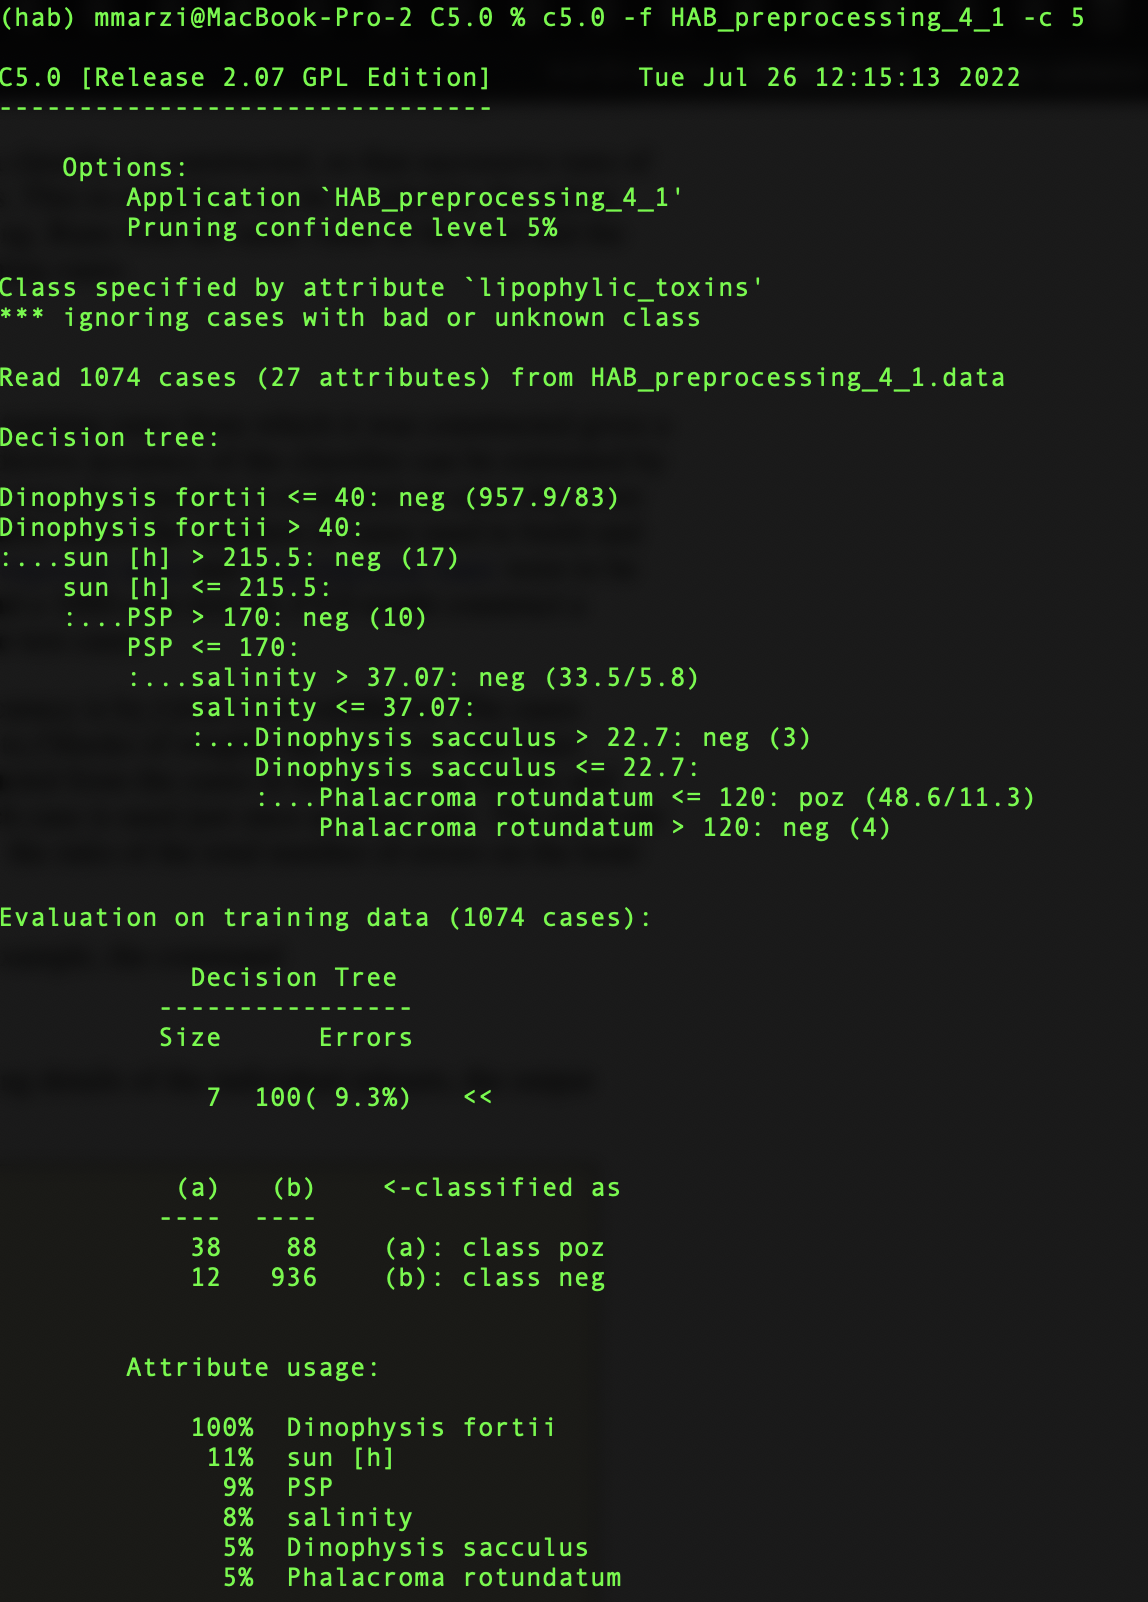 (hab) mmarzi@MacBook-Pro-2 C5.0 % c5.0 -f HAB_preprocessing_4_1 -c 5
C5.0 [Release 2.07 GPL Edition]         Tue Jul 26 12:15:13 2022
-------------------------------
    Options:
        Application `HAB_preprocessing_4_1'
        Pruning confidence level 5%
Class specified by attribute `lipophylic_toxins'
*** ignoring cases with bad or unknown class
Read 1074 cases (27 attributes) from HAB_preprocessing_4_1.data
Decision tree:
Dinophysis fortii <= 40: neg (957.9/83)
Dinophysis fortii > 40:
:...sun [h] > 215.5: neg (17)
    sun [h] <= 215.5:
    :...PSP > 170: neg (10)
        PSP <= 170:
        :...salinity > 37.07: neg (33.5/5.8)
            salinity <= 37.07:
            :...Dinophysis sacculus > 22.7: neg (3)
                Dinophysis sacculus <= 22.7:
                :...Phalacroma rotundatum <= 120: poz (48.6/11.3)
                    Phalacroma rotundatum > 120: neg (4)
Evaluation on training data (1074 cases):
            Decision Tree
          ----------------
          Size      Errors
             7  100( 9.3%)   <<
           (a)   (b)    <-classified as
          ----  ----
            38    88    (a): class poz
            12   936    (b): class neg
        Attribute usage:
            100%  Dinophysis fortii
             11%  sun [h]
              9%  PSP
              8%  salinity
              5%  Dinophysis sacculus
              5%  Phalacroma rotundatum